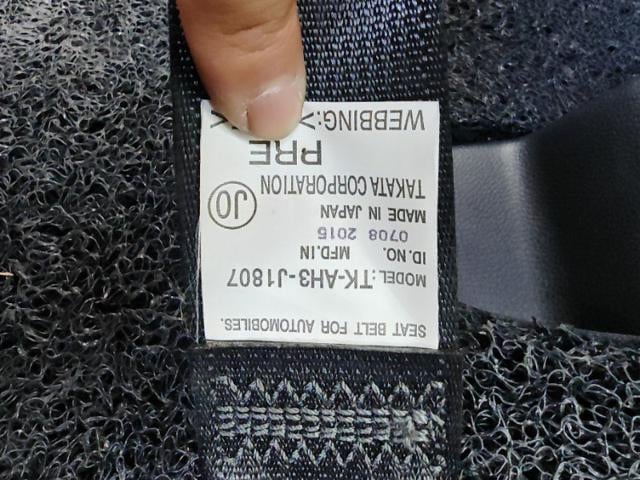 SEAT BELT FOR AUTOMOBILES.
MODEL:TK-AH3-J1807
ID.NO. MFD.IN
0708 2015
MADE IN JAPAN
TAKATA CORPORATION
J0
PRE
WEBBING:>